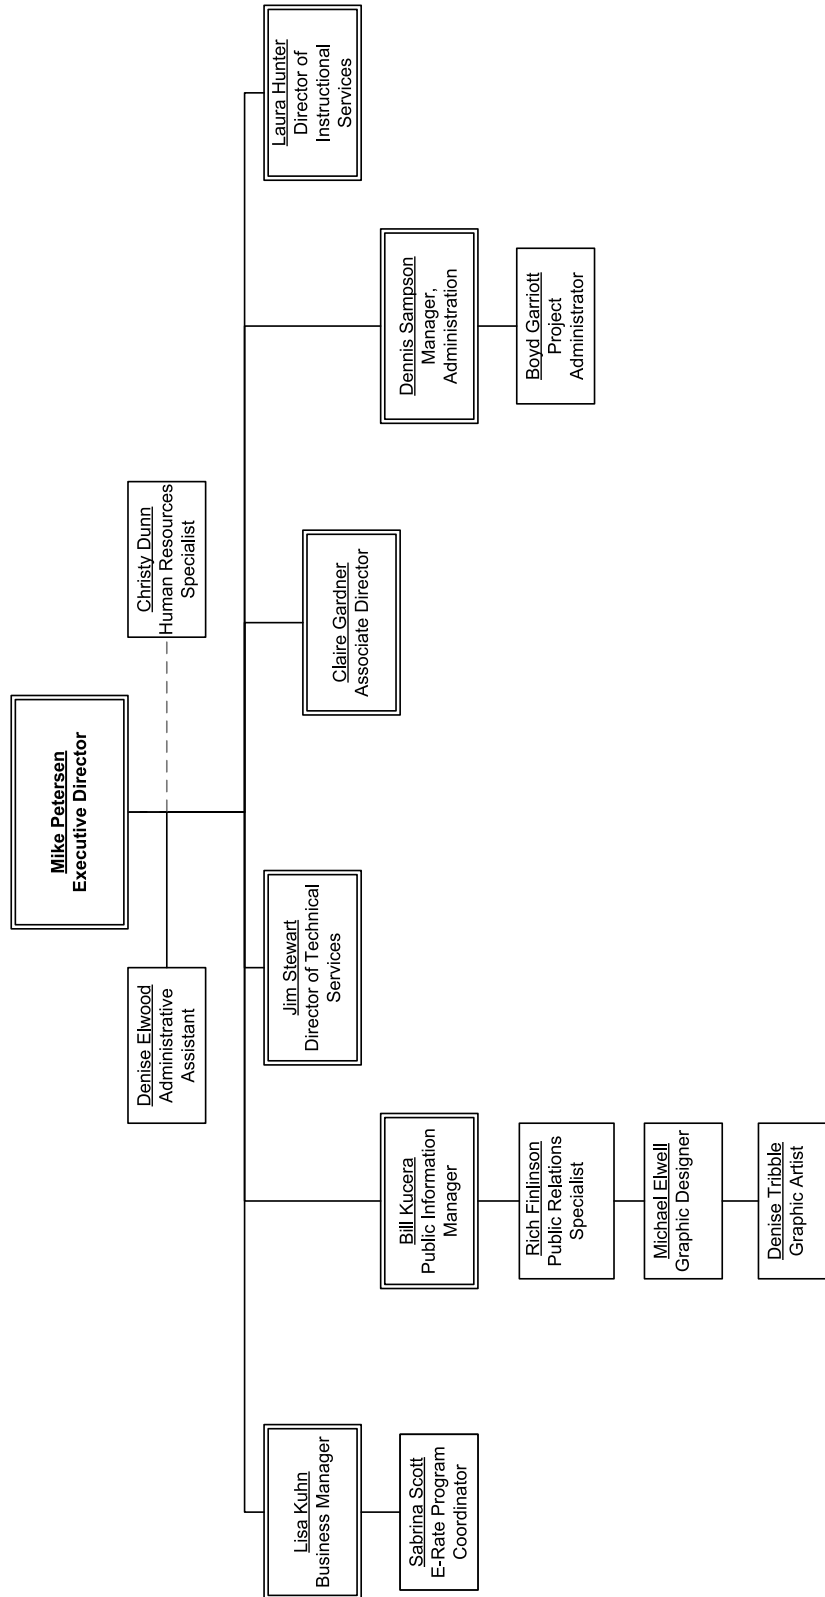 Mike Petersen
Executive Director
Denise Elwood
Administrative
Assistant
Christy Dunn
Human Resources
Specialist
Lisa Kuhn
Business Manager
Sabrina Scott
E-Rate Program
Coordinator
Bill Kucera
Public Information
Manager
Rich Finlinson
Public Relations
Specialist
Michael Elwell
Graphic Designer
Denise Tribble
Graphic Artist
Jim Stewart
Director of Technical
Services
Claire Gardner
Associate Director
Dennis Sampson
Manager,
Administration
Boyd Garriott
Project
Administrator
Laura Hunter
Director of
Instructional
Services